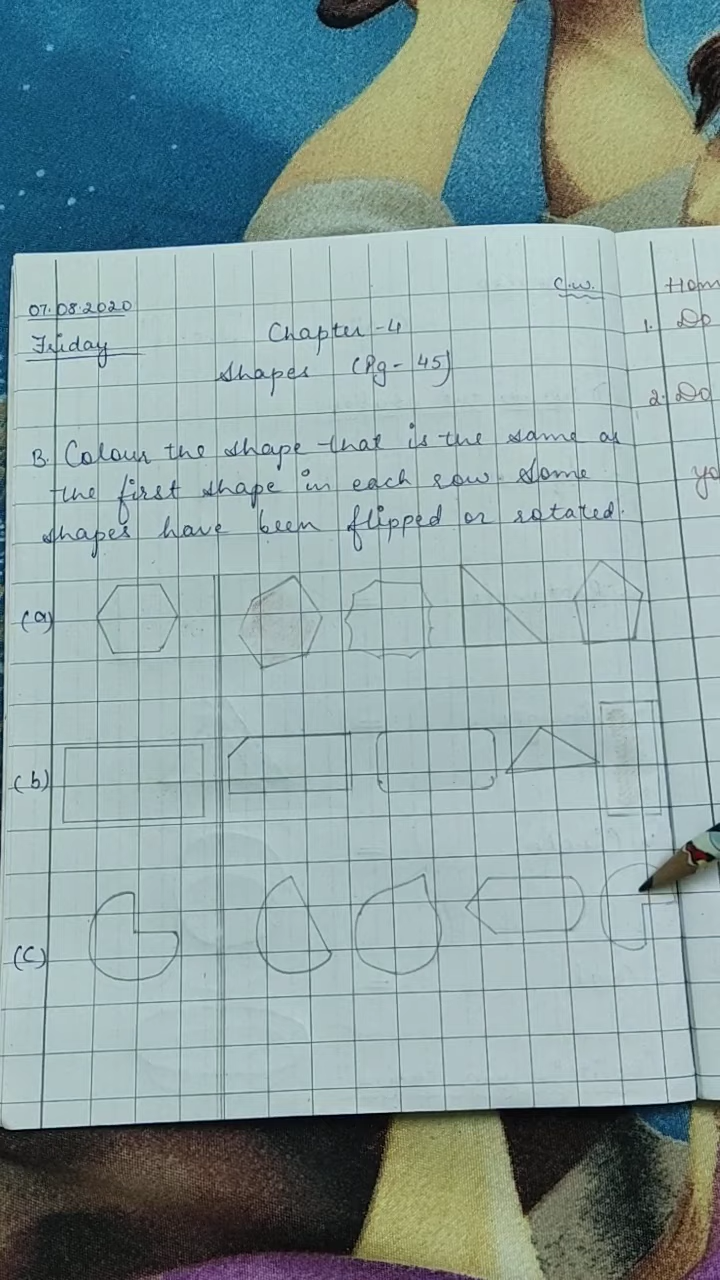 07.08.2020
C.W.
Friday
Chapter-4
Shapes (Pg-45)
B. Colour the shape that is the same as
the first shape in each row. Some
shapes have been flipped or rotated.
(a)
(b)
(c)
1. Do
2. Do